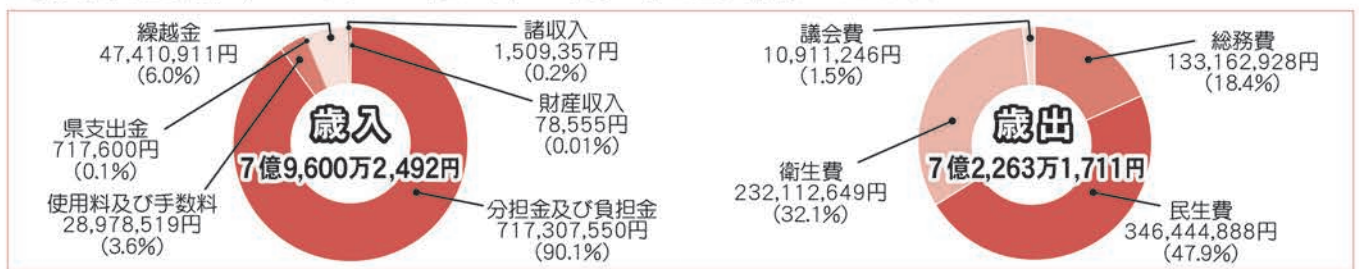 繰越金
47,410,911円
(6.0%)
諸収入
1,509,357円
(0.2%)
財産収入
78,555円
(0.01%)
県支出金
717,600円
(0.1%)
使用料及び手数料
28,978,519円
(3.6%)
分担金及び負担金
717,307,550円
(90.1%)
歳入
7億9,600万2,492円
議会費
10,911,246円
(1.5%)
総務費
133,162,928円
(18.4%)
衛生費
232,112,649円
(32.1%)
民生費
346,444,888円
(47.9%)
歳出
7億2,263万1,711円